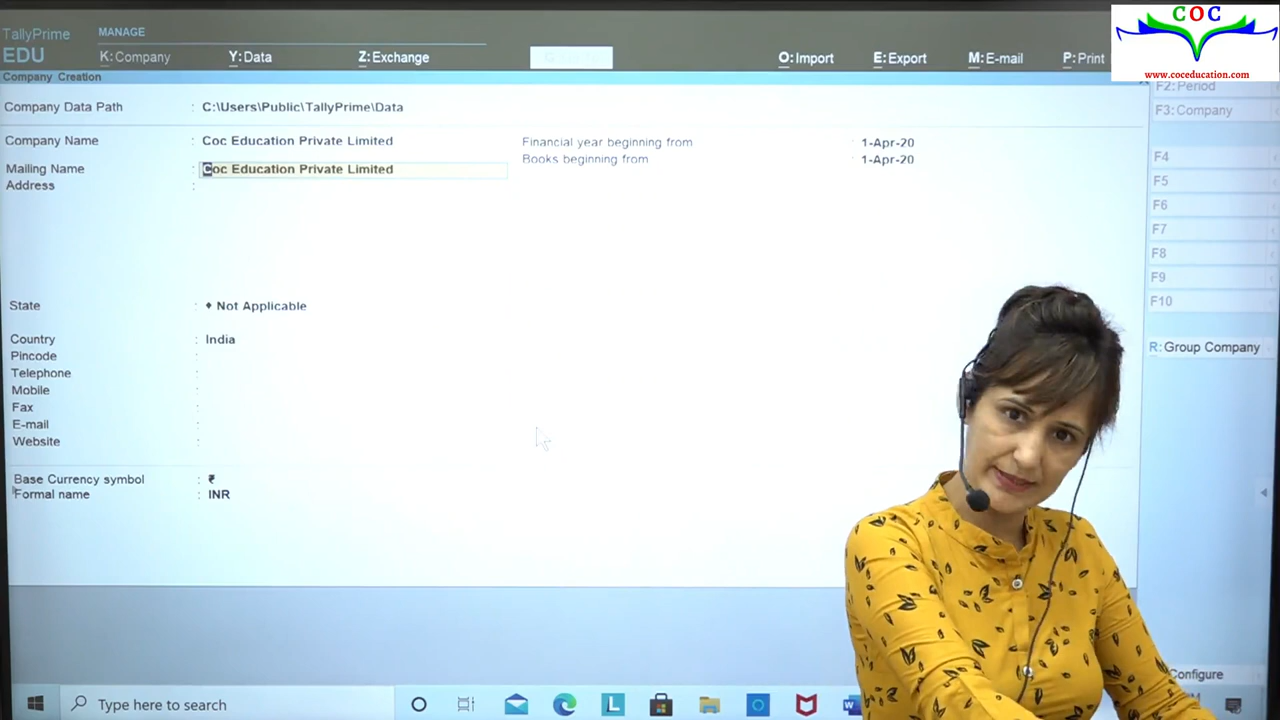 COC
www.coceducation.com
TallyPrime
EDU
MANAGE
K:Company
Y:Data
Z:Exchange
O:Import
E:Export
M:E-mail
P:Print
Company Creation
F2:Period
F3:Company
F4
F5
F6
F7
F8
F9
F10
R:Group Company
Company Data Path : C:\Users\Public\TallyPrime\Data
Company Name : Coc Education Private Limited
Financial year beginning from : 1-Apr-20
Books beginning from : 1-Apr-20
Mailing Name : Coc Education Private Limited
Address :
State : ♦ Not Applicable
Country : India
Pincode :
Telephone :
Mobile :
Fax :
E-mail :
Website :
Base Currency symbol : ₹
Formal name : INR
Configure
Type here to search